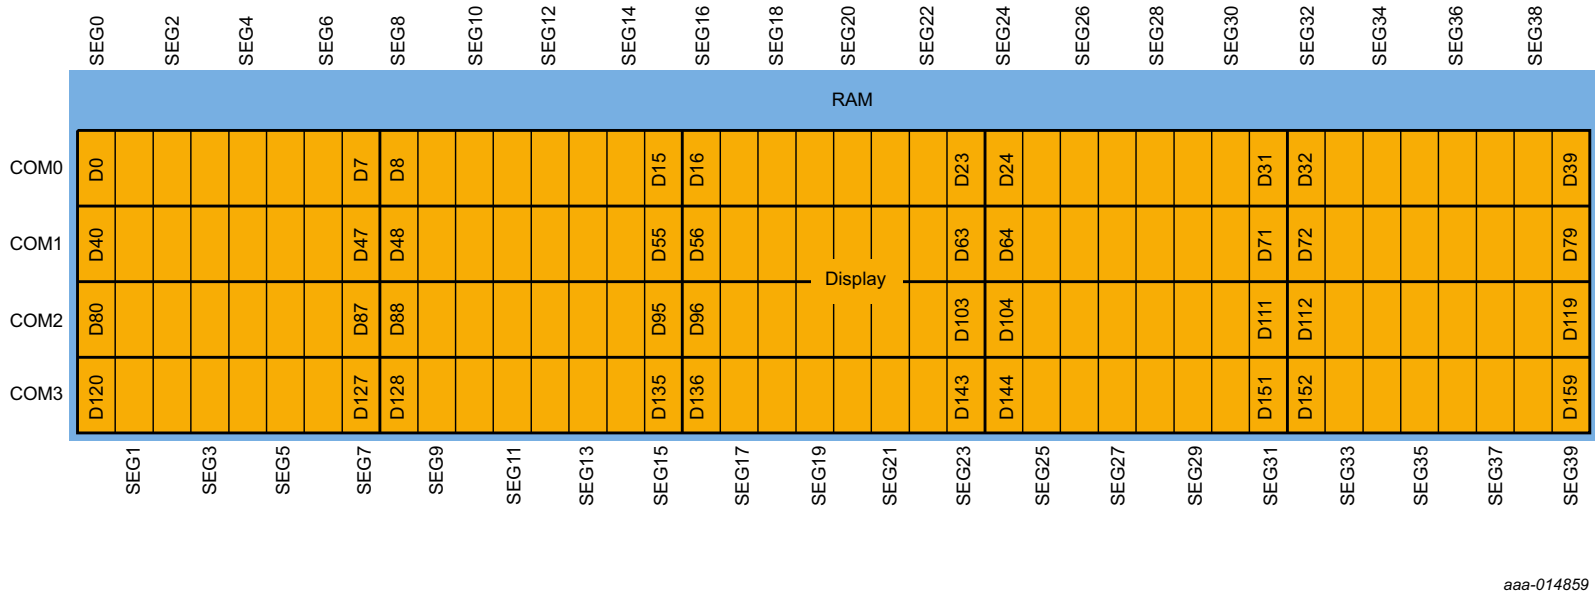 SEG0 SEG2 SEG4 SEG6 SEG8 SEG10 SEG12 SEG14 SEG16 SEG18 SEG20 SEG22 SEG24 SEG26 SEG28 SEG30 SEG32 SEG34 SEG36 SEG38
RAM
COM0 D0 D7 D8 D15 D16 D23 D24 D31 D32 D39
COM1 D40 D47 D48 D55 D56 D63 D64 D71 D72 D79
Display
COM2 D80 D87 D88 D95 D96 D103 D104 D111 D112 D119
COM3 D120 D127 D128 D135 D136 D143 D144 D151 D152 D159
SEG1 SEG3 SEG5 SEG7 SEG9 SEG11 SEG13 SEG15 SEG17 SEG19 SEG21 SEG23 SEG25 SEG27 SEG29 SEG31 SEG33 SEG35 SEG37 SEG39
aaa-014859